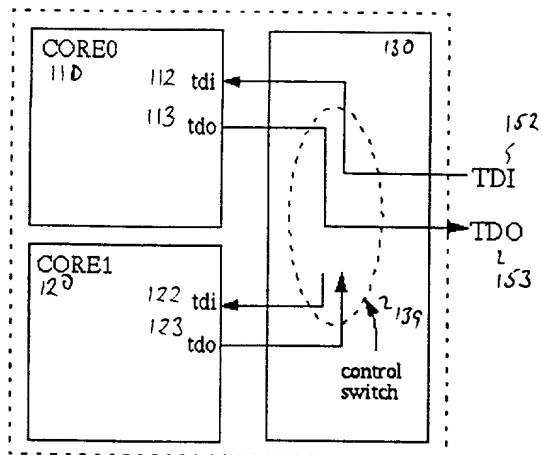 CORE0
110
112 tdi
113 tdo
130
152
TDI
TDO
153
CORE1
120
122 tdi
123 tdo
139
control
switch